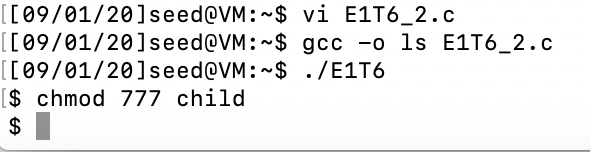 [[09/01/20]seed@VM:~$ vi E1T6_2.c
[[09/01/20]seed@VM:~$ gcc -o ls E1T6_2.c
[[09/01/20]seed@VM:~$ ./E1T6
[$ chmod 777 child
$